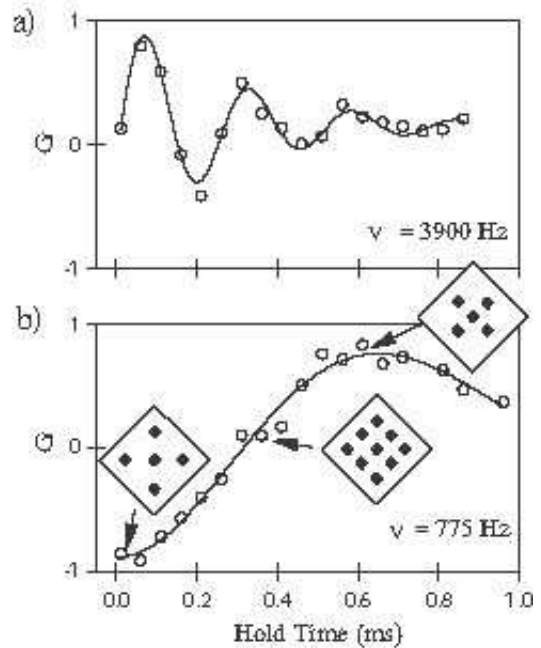 a)
1
0
-1
G
ν = 3900 Hz
b)
1
0
-1
G
ν = 775 Hz
0.0 0.2 0.4 0.6 0.8 1.0
Hold Time (ms)